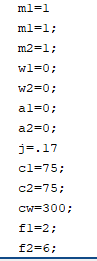 m1=1
m1=1;
m2=1;
w1=0;
w2=0;
a1=0;
a2=0;
j=.17
c1=75;
c2=75;
cw=300;
f1=2;
f2=6;